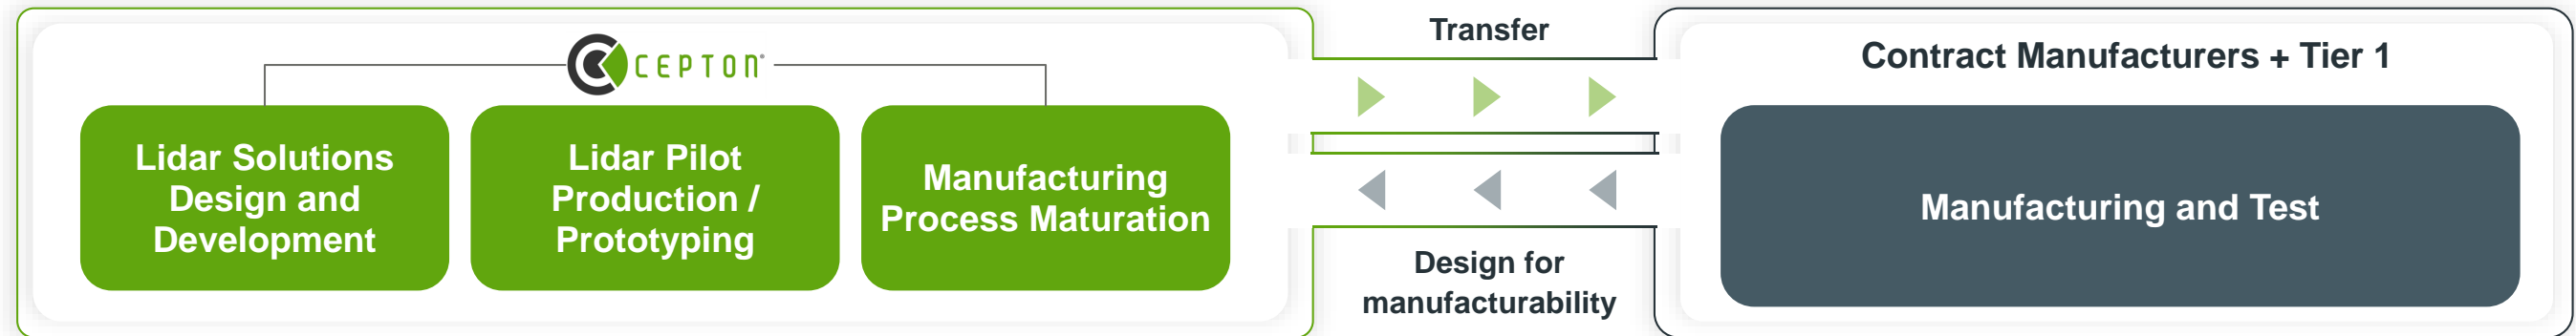 CEPTON
Lidar Solutions
Design and
Development
Lidar Pilot
Production /
Prototyping
Manufacturing
Process Maturation
Transfer
Design for
manufacturability
Contract Manufacturers + Tier 1
Manufacturing and Test